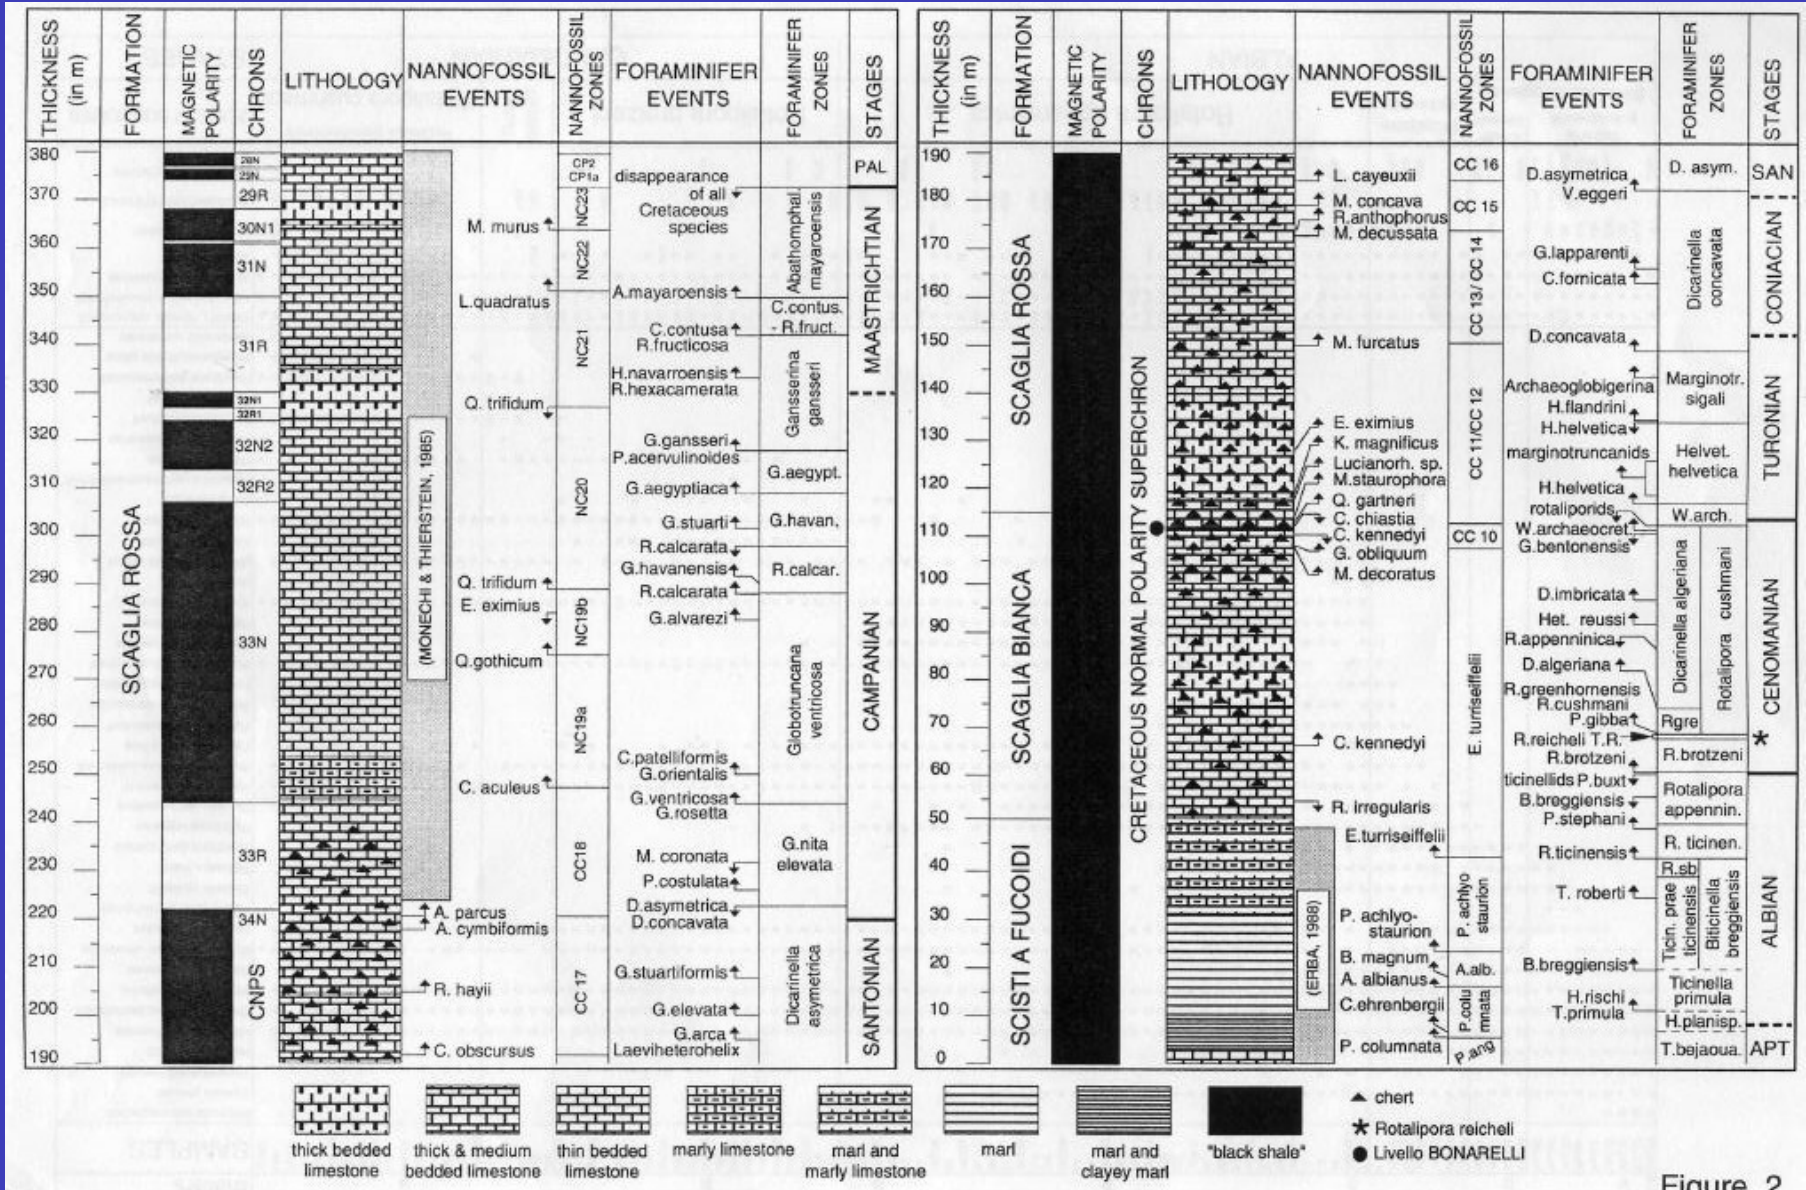 THICKNESS
(in m)
FORMATION
MAGNETIC
POLARITY
CHRONS
LITHOLOGY
NANNOFOSSIL
EVENTS
NANNOFOSSIL
ZONES
FORAMINIFER
EVENTS
FORAMINIFER
ZONES
STAGES
380
370
360
350
340
330
320
310
300
290
280
270
260
250
240
230
220
210
200
190
SCAGLIA ROSSA
28N
29N
29R
30N1
31N
31R
32N1
32R1
32N2
32R2
33N
33R
34N
CNPS
(MONECHI & THIERSTEIN, 1985)
M. murus
L.quadratus
Q. trifidum
Q. trifidum
E. eximius
Q.gothicum
C. aculeus
A. parcus
A. cymbiformis
R. hayii
C. obscursus
CP2
CP1a
NC23
NC22
NC21
NC20
NC19b
NC19a
CC18
CC 17
disappearance
of all
Cretaceous
species
A.mayaroensis
C.contusa
R.fructicosa
H.navarroensis
R.hexacamerata
G.gansseri
P.acervulinoides
G.aegyptiaca
G.stuarti
R.calcarata
G.havanensis
R.calcarata
G.alvarezi
C.patelliformis
G.orientalis
G.ventricosa
G.rosetta
M. coronata
P.costulata
D.asymetrica
D.concavata
G.stuartiformis
G.elevata
G.arca
Laeviheterohelix
Abathomphal.
mayaroensis
C.contus.
- R.fruct.
Gansserina
gansseri
G.aegypt.
G.havan.
R.calcar.
Globotruncana
ventricosa
G.nita
elevata
Dicarinella
asymetrica
PAL
MAASTRICHTIAN
CAMPANIAN
SANTONIAN
THICKNESS
(in m)
FORMATION
MAGNETIC
POLARITY
CHRONS
LITHOLOGY
NANNOFOSSIL
EVENTS
NANNOFOSSIL
ZONES
FORAMINIFER
EVENTS
FORAMINIFER
ZONES
STAGES
190
180
170
160
150
140
130
120
110
100
90
80
70
60
50
40
30
20
10
0
SCAGLIA ROSSA
SCAGLIA BIANCA
SCISTI A FUCOIDI
CRETACEOUS NORMAL POLARITY SUPERCHRON
(ERBA, 1988)
L. cayeuxii
M. concava
R.anthophorus
M. decussata
M. furcatus
E. eximius
K. magnificus
Lucianorh. sp.
M.staurophora
Q. gartneri
C. chiastia
C. kennedyi
G. obliquum
M. decoratus
C. kennedyi
R. irregularis
E.turriseiffelii
P. achlyo-
staurion
B. magnum
A. albianus
C.ehrenbergii
P. columnata
CC 16
CC 15
CC 13/ CC 14
CC 11/CC 12
CC 10
E. turriseiffelii
P. achlyo
staurion
A.alb.
P.colu
mnata
P.ang
D.asymetrica
V.eggeri
G.lapparenti
C.fornicata
D.concavata
Archaeoglobigerina
H.flandrini
H.helvetica
marginotruncanids
H.helvetica
rotaliporids
W.archaeocret.
G.bentonensis
D.imbricata
Het. reussi
R.appenninica
D.algeriana
R.greenhornensis
R.cushmani
P.gibba
R.reicheli T.R.
R.brotzeni
ticinellids P.buxt
B.breggiensis
P.stephani
R.ticinensis
T. roberti
B.breggiensis
H.rischi
T.primula
D. asym.
Dicarinella
concavata
Marginotr.
sigali
Helvet.
helvetica
W.arch.
Dicarinella algeriana
Rotalipora cushmani
Rgre
R.brotzeni
Rotalipora
appennin.
R. ticinen.
R.sb
Ticin. prae
ticinensis
Biticinella
breggiensis
Ticinella
primula
H.planisp.
T.bejaoua.
SAN
CONIACIAN
TURONIAN
CENOMANIAN
*
ALBIAN
APT
thick bedded
limestone
thick & medium
bedded limestone
thin bedded
limestone
marly limestone
marl and
marly limestone
marl
marl and
clayey marl
"black shale"
chert
* Rotalipora reicheli
Livello BONARELLI
Figure 2